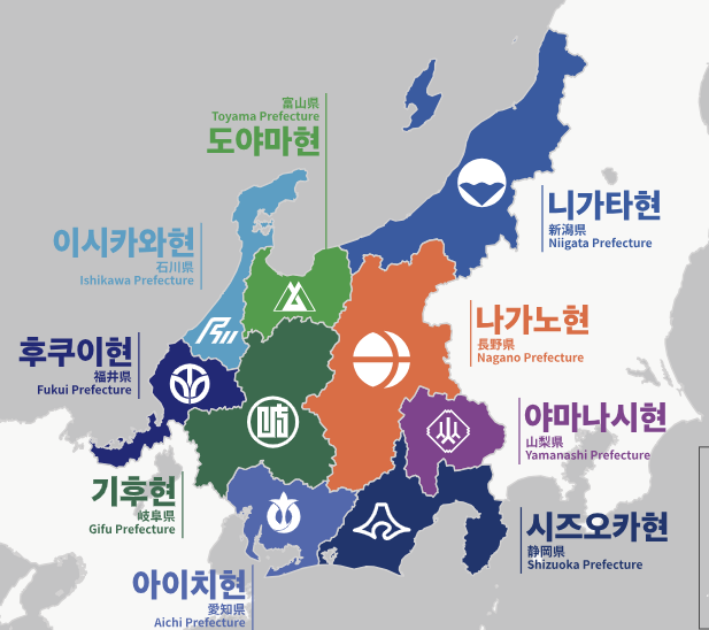 富山県
Toyama Prefecture
도야마현
니가타현
新潟県
Niigata Prefecture
이시카와현
石川県
Ishikawa Prefecture
나가노현
長野県
Nagano Prefecture
후쿠이현
福井県
Fukui Prefecture
야마나시현
山梨県
Yamanashi Prefecture
기후현
岐阜県
Gifu Prefecture
시즈오카현
静岡県
Shizuoka Prefecture
아이치현
愛知県
Aichi Prefecture